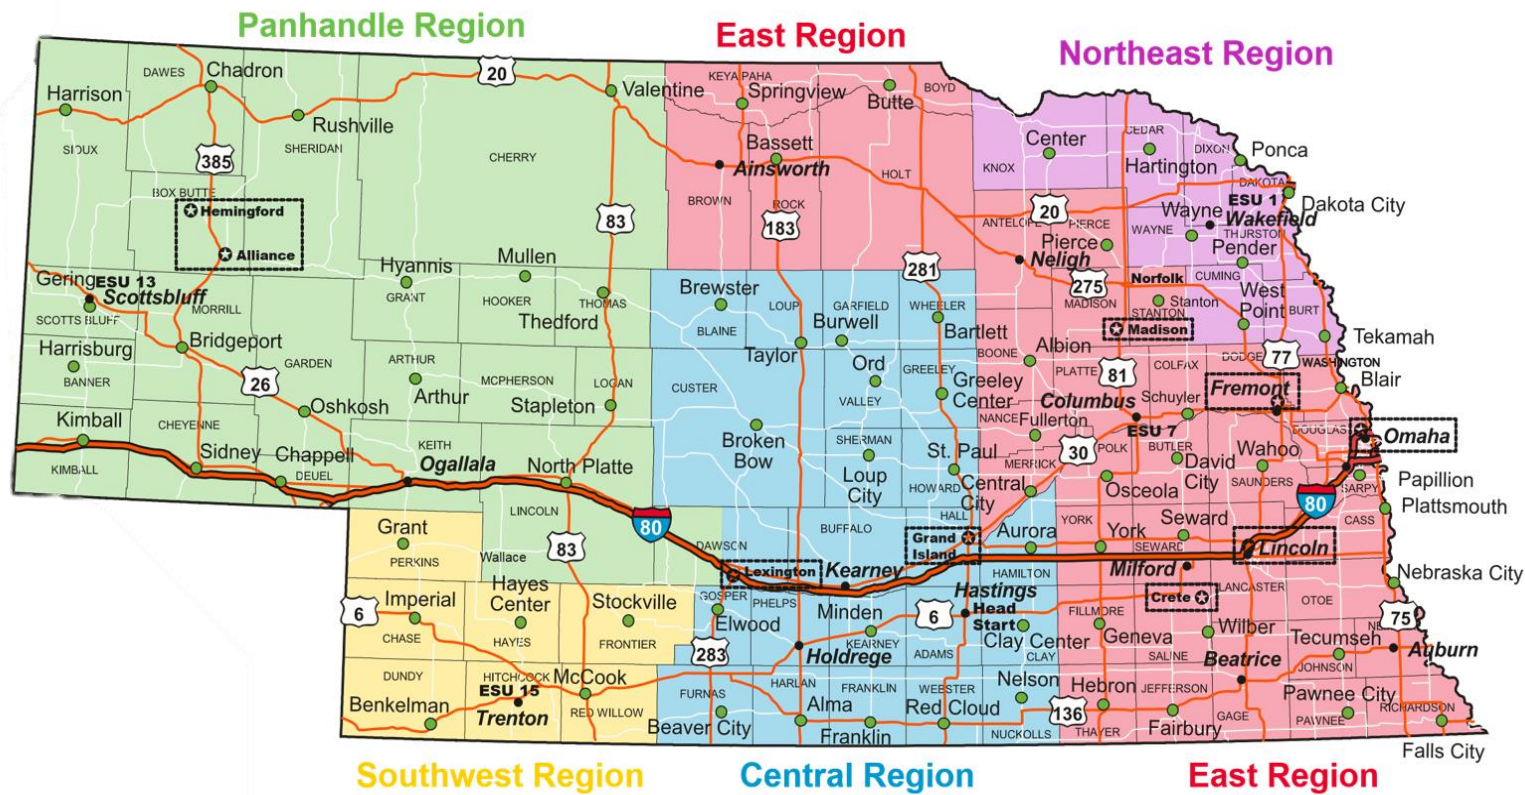 Panhandle Region
East Region
Northeast Region
20
DAWES
Chadron
Harrison
Rushville
SIOUX
SHERIDAN
385
CHERRY
Valentine
KEYA PAHA
Springview
Butte
BOYD
Bassett
Ainsworth
HOLT
BROWN
ROCK
183
83
KNOX
Center
CEDAR
Hartington
DIXON
Ponca
DAKOTA
ESU 1
Dakota City
Wayne
Wakefield
WAYNE
THURSTON
Pender
ANTELOPE
20
PIERCE
Pierce
Neligh
BOX BUTTE
Hemingford
Alliance
281
275
Norfolk
CUMING
MADISON
Stanton
STANTON
West
Point
BURT
Madison
Tekamah
Gering
ESU 13
Scottsbluff
SCOTTS BLUFF
MORRILL
Hyannis
GRANT
Mullen
HOOKER
THOMAS
Thedford
Brewster
BLAINE
LOUP
GARFIELD
WHEELER
Burwell
Taylor
Bartlett
Harrisburg
BANNER
Bridgeport
GARDEN
26
ARTHUR
Arthur
MCPHERSON
LOGAN
Stapleton
CUSTER
Ord
VALLEY
GREELEY
Greeley
Center
BOONE
Albion
PLATTE
81
COLFAX
DODGE
77
WASHINGTON
Blair
Columbus
Schuyler
Fremont
ESU 7
NANCE
Fullerton
Kimball
KIMBALL
CHEYENNE
Sidney
Oshkosh
Chappell
DEUEL
KEITH
Ogallala
North Platte
LINCOLN
Broken
Bow
SHERMAN
Loup
City
St. Paul
HOWARD
Central
City
MERRICK
30
POLK
Osceola
BUTLER
David
City
Wahoo
SAUNDERS
DOUGLAS
Omaha
Papillion
SARPY
Plattsmouth
CASS
80
80
83
Grant
PERKINS
Wallace
DAWSON
BUFFALO
HALL
Grand
Island
Aurora
HAMILTON
YORK
York
Seward
SEWARD
Lincoln
LANCASTER
Milford
Crete
Nebraska City
OTOE
Lexington
Kearney
Hastings
Head
Start
6
Imperial
CHASE
Hayes
Center
HAYES
Stockville
FRONTIER
GOSPER
Elwood
PHELPS
Minden
KEARNEY
6
ADAMS
Clay Center
CLAY
FILLMORE
Geneva
SALINE
Wilber
75
Tecumseh
JOHNSON
Auburn
283
Holdrege
DUNDY
Benkelman
HITCHCOCK
ESU 15
Trenton
McCook
RED WILLOW
FURNAS
Beaver City
HARLAN
Alma
FRANKLIN
Franklin
WEBSTER
Red Cloud
Nelson
NUCKOLLS
136
Hebron
THAYER
JEFFERSON
Fairbury
Beatrice
GAGE
Pawnee City
PAWNEE
RICHARDSON
Falls City
Southwest Region
Central Region
East Region